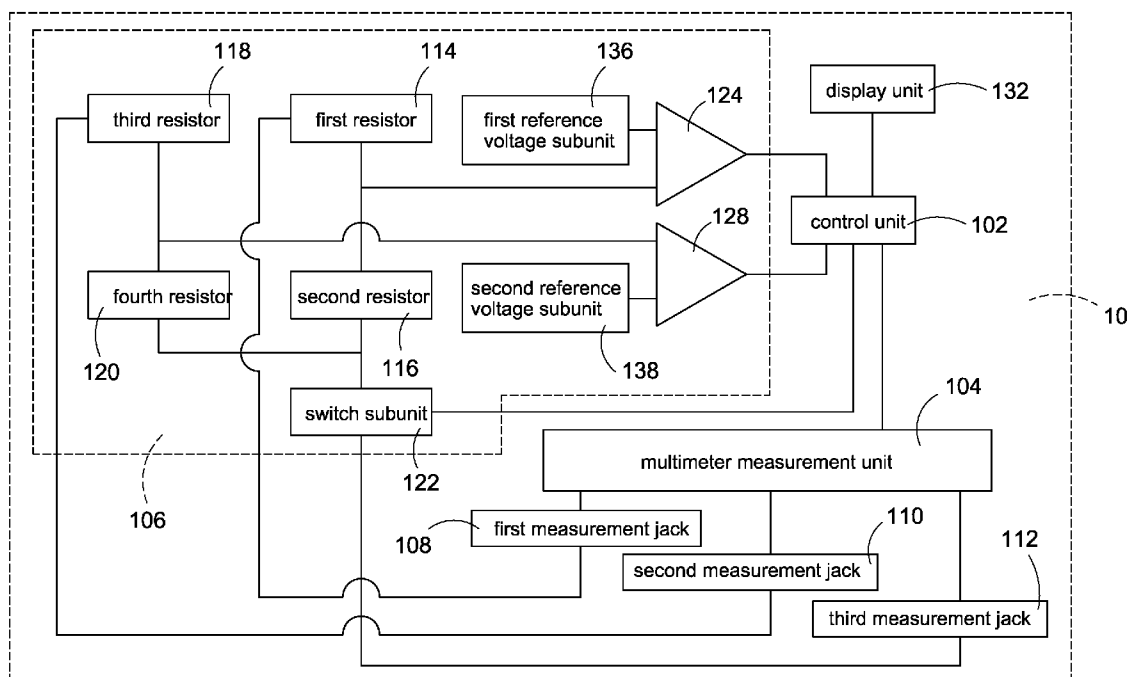 118
114
136
124
display unit
132
third resistor
first resistor
first reference
voltage subunit
128
control unit
102
fourth resistor
second resistor
second reference
voltage subunit
10
120
116
138
switch subunit
104
122
multimeter measurement unit
106
108
first measurement jack
110
second measurement jack
112
third measurement jack